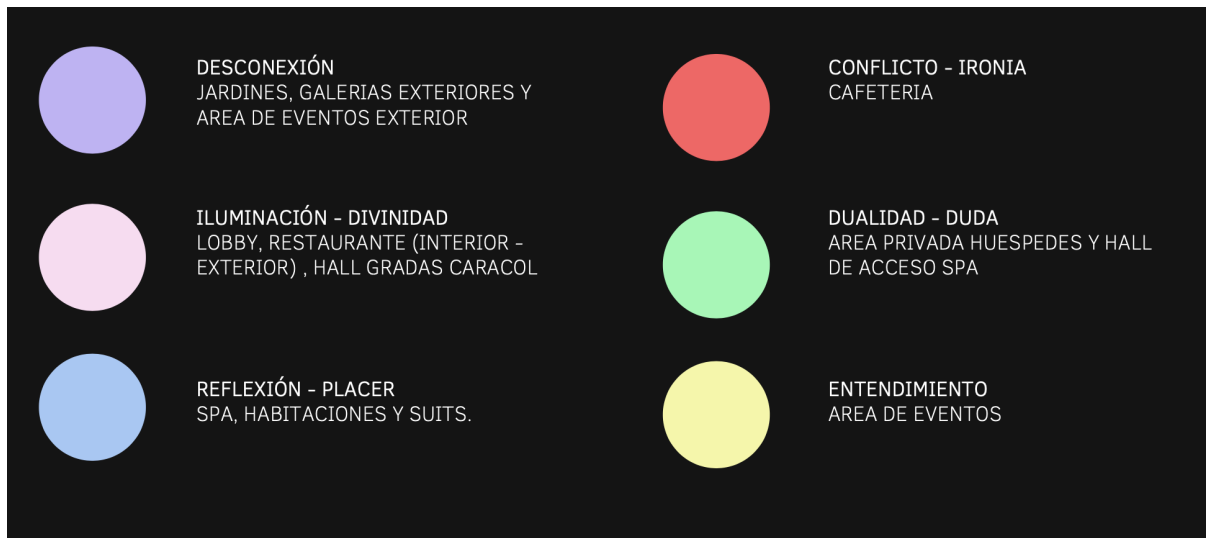 DESCONEXIÓN
JARDINES, GALERIAS EXTERIORES Y
AREA DE EVENTOS EXTERIOR
ILUMINACIÓN - DIVINIDAD
LOBBY, RESTAURANTE (INTERIOR -
EXTERIOR) , HALL GRADAS CARACOL
REFLEXIÓN - PLACER
SPA, HABITACIONES Y SUITS.
CONFLICTO - IRONIA
CAFETERIA
DUALIDAD - DUDA
AREA PRIVADA HUESPEDES Y HALL
DE ACCESO SPA
ENTENDIMIENTO
AREA DE EVENTOS